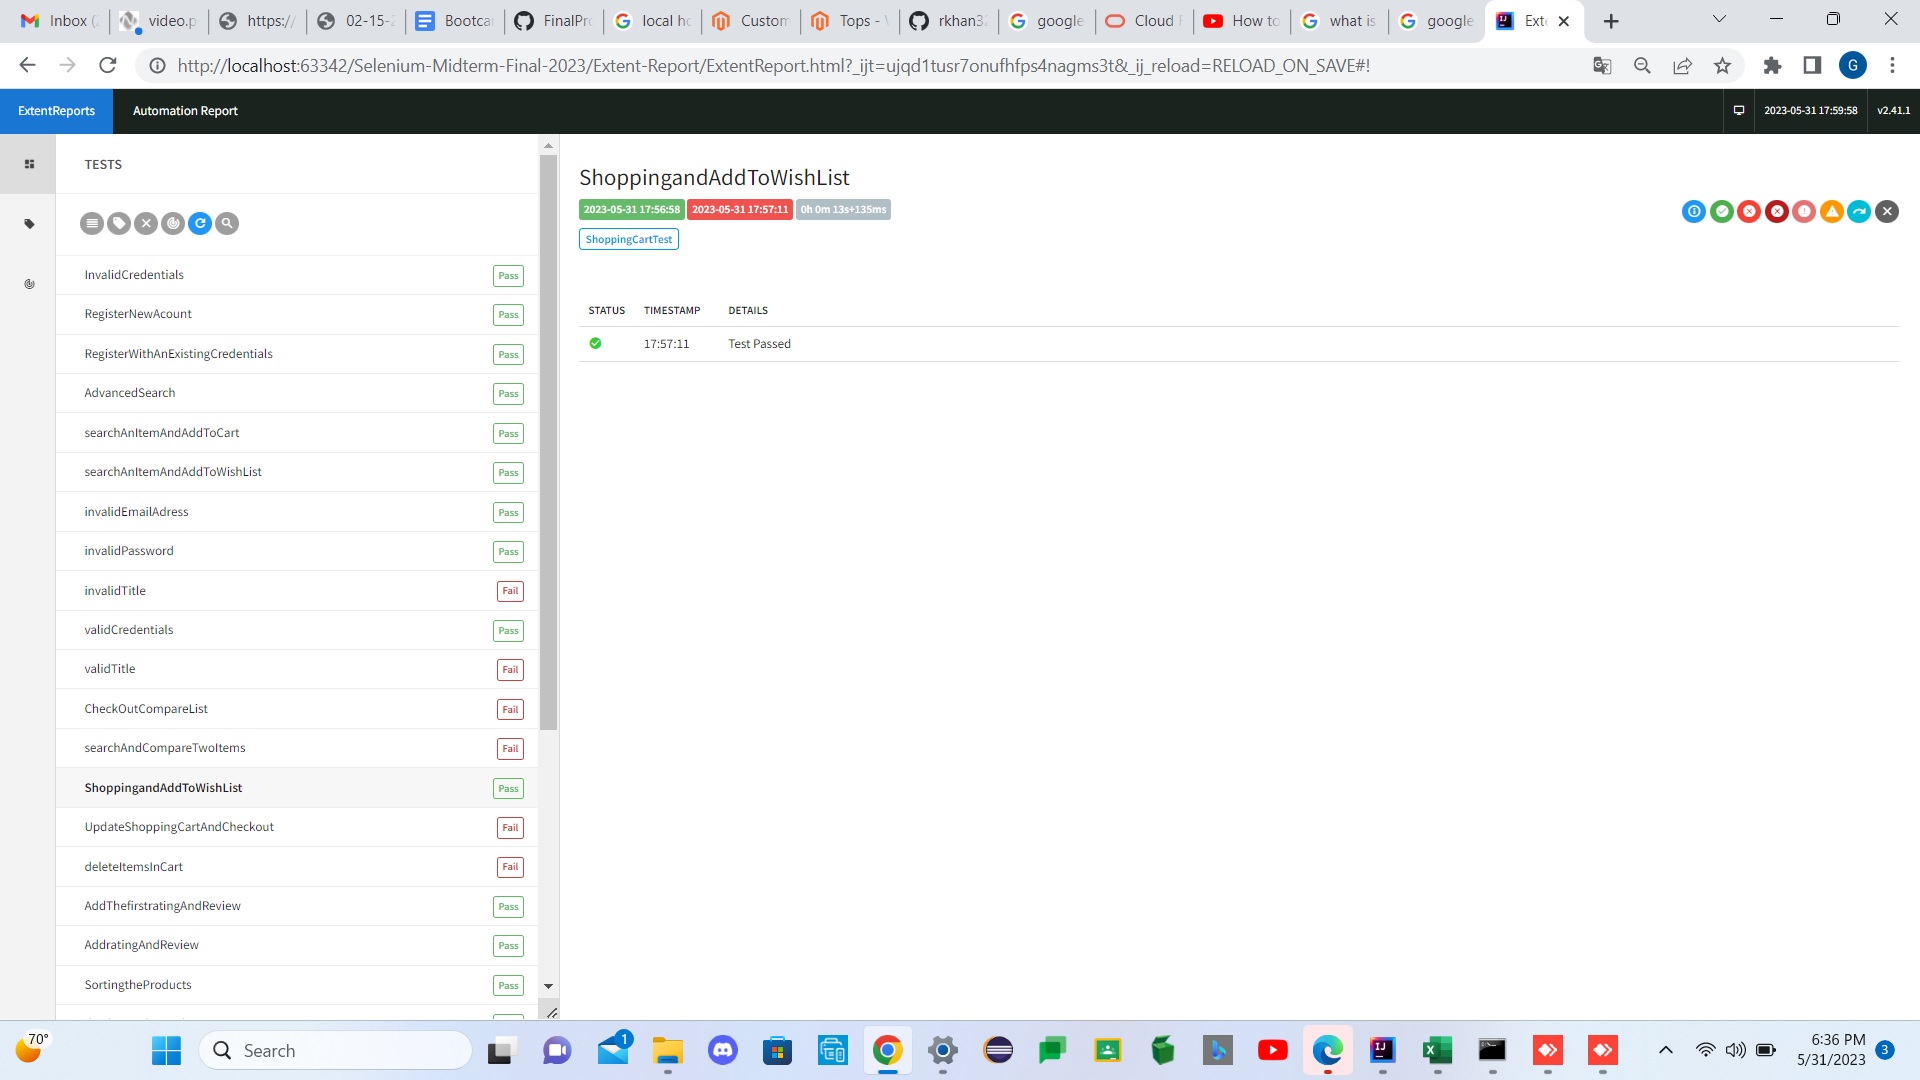 Inbox (
video.p
https:/
02-15-2
Bootca
FinalPr
local h
Custom
Tops -
rkhan3
google
Cloud
How to
what is
google
Ext
http://localhost:63342/Selenium-Midterm-Final-2023/Extent-Report/ExtentReport.html?_ijt=ujqd1tusr7onufhfps4nagms3t&_ij_reload=RELOAD_ON_SAVE#!
G
ExtentReports
Automation Report
2023-05-31 17:59:58
v2.41.1
TESTS
InvalidCredentials Pass
RegisterNewAcount Pass
RegisterWithAnExistingCredentials Pass
AdvancedSearch Pass
searchAnItemAndAddToCart Pass
searchAnItemAndAddToWishList Pass
invalidEmailAdress Pass
invalidPassword Pass
invalidTitle Fail
validCredentials Pass
validTitle Fail
CheckOutCompareList Fail
searchAndCompareTwoItems Fail
ShoppingandAddToWishList Pass
UpdateShoppingCartAndCheckout Fail
deleteItemsInCart Fail
AddThefirstratingAndReview Pass
AddratingAndReview Pass
SortingtheProducts Pass
ShoppingandAddToWishList
2023-05-31 17:56:58 2023-05-31 17:57:11 0h 0m 13s+135ms
ShoppingCartTest
STATUS TIMESTAMP DETAILS
17:57:11 Test Passed
70°
Search
1
6:36 PM
5/31/2023
3